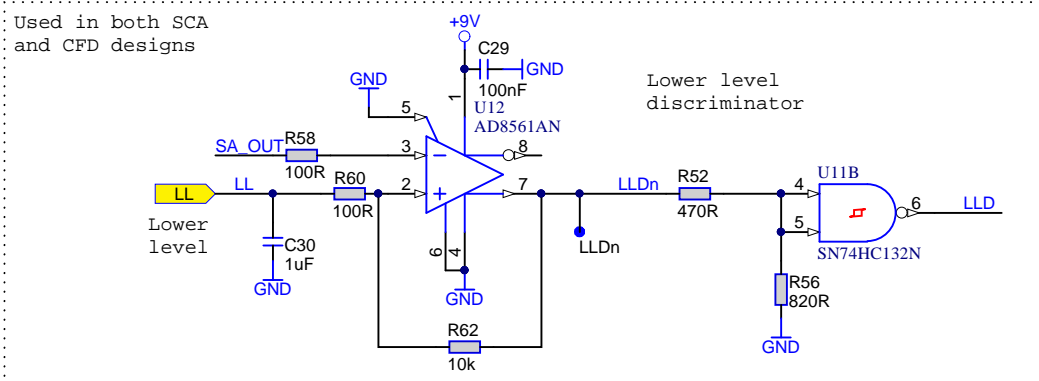 Used in both SCA
and CFD designs
+9V
C29
GND
100nF
GND
1
U12
AD8561AN
Lower level
discriminator
5
SA_OUT
R58
100R
3
8
LL
LL
R60
100R
2
7
LLDn
R52
470R
U11B
4
5
6
LLD
SN74HC132N
Lower
level
C30
1uF
GND
6
4
GND
LLDn
R56
820R
GND
R62
10k